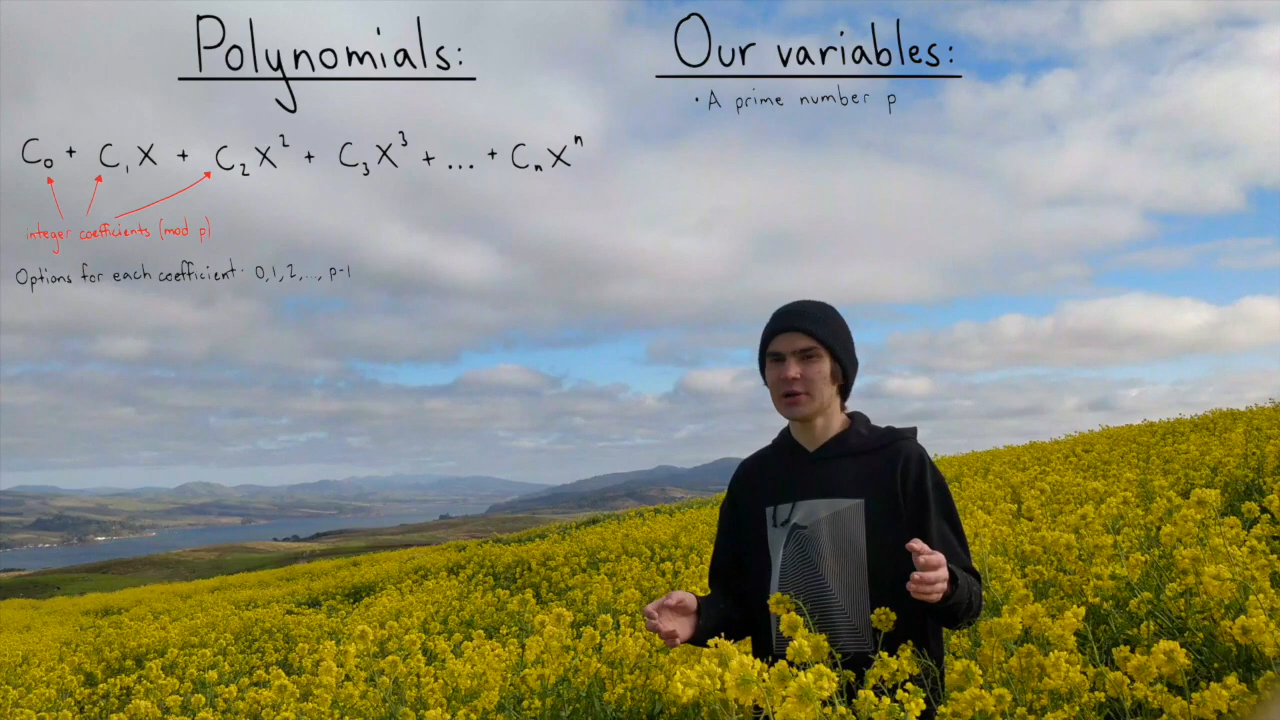 Polynomials:
C₀ + C₁X + C₂X² + C₃X³ + ... + CₙXⁿ
integer coefficients (mod p)
Options for each coefficient: 0,1,2,..., p-1
Our variables:
• A prime number p